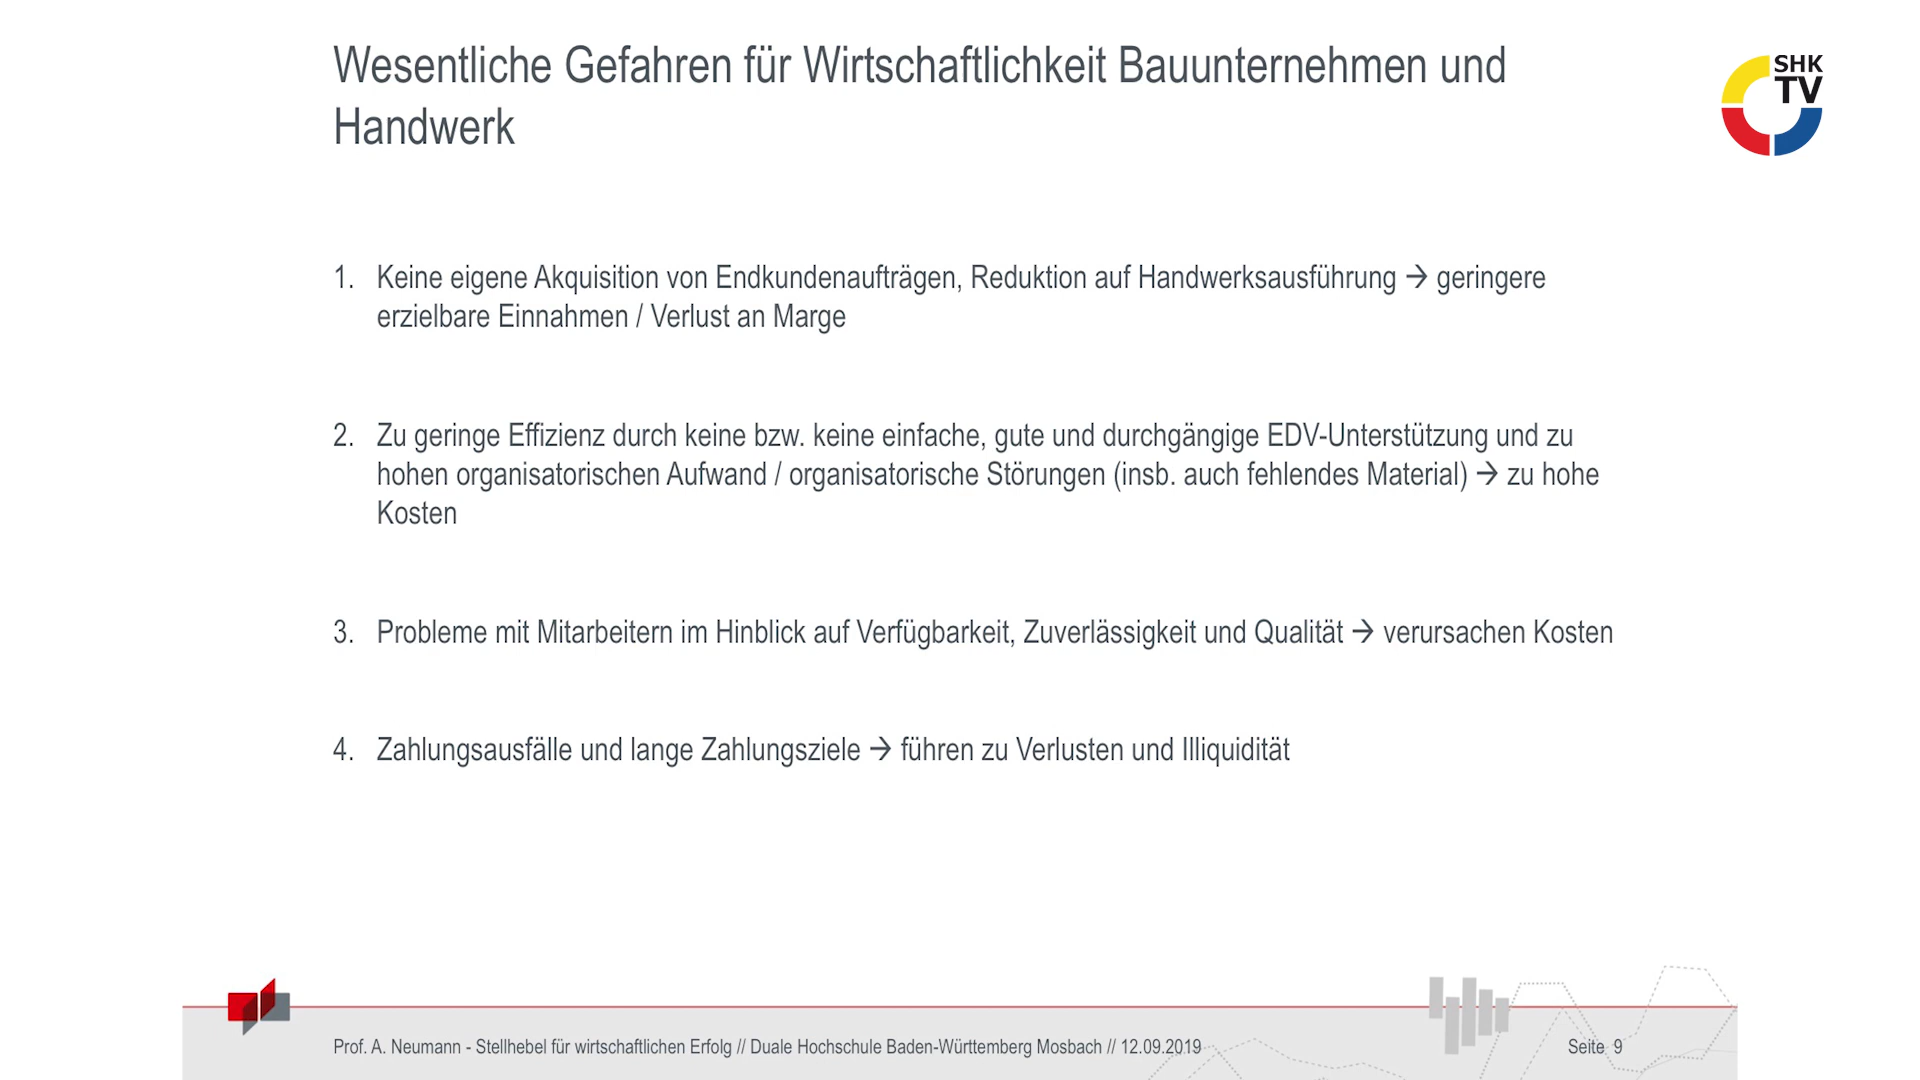 Wesentliche Gefahren für Wirtschaftlichkeit Bauunternehmen und
Handwerk
SHK
TV
1. Keine eigene Akquisition von Endkundenaufträgen, Reduktion auf Handwerksausführung → geringere
erzielbare Einnahmen / Verlust an Marge
2. Zu geringe Effizienz durch keine bzw. keine einfache, gute und durchgängige EDV-Unterstützung und zu
hohen organisatorischen Aufwand / organisatorische Störungen (insb. auch fehlendes Material) → zu hohe
Kosten
3. Probleme mit Mitarbeitern im Hinblick auf Verfügbarkeit, Zuverlässigkeit und Qualität → verursachen Kosten
4. Zahlungsausfälle und lange Zahlungsziele → führen zu Verlusten und Illiquidität
Prof. A. Neumann - Stellhebel für wirtschaftlichen Erfolg // Duale Hochschule Baden-Württemberg Mosbach // 12.09.2019
Seite 9